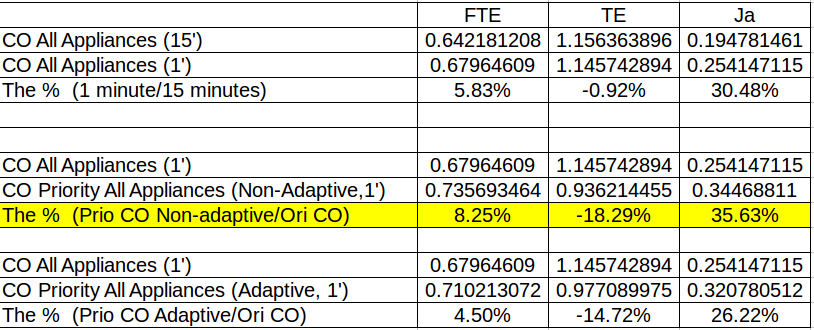 FTE TE Ja
CO All Appliances (15') 0.642181208 1.156363896 0.194781461
CO All Appliances (1') 0.67964609 1.145742894 0.254147115
The % (1 minute/15 minutes) 5.83% -0.92% 30.48%
CO All Appliances (1') 0.67964609 1.145742894 0.254147115
CO Priority All Appliances (Non-Adaptive,1') 0.735693464 0.936214455 0.34468811
The % (Prio CO Non-adaptive/Ori CO) 8.25% -18.29% 35.63%
CO All Appliances (1') 0.67964609 1.145742894 0.254147115
CO Priority All Appliances (Adaptive, 1') 0.710213072 0.977089975 0.320780512
The % (Prio CO Adaptive/Ori CO) 4.50% -14.72% 26.22%